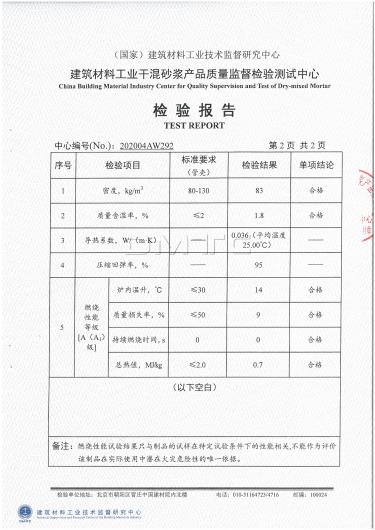 （国家）建筑材料工业技术监督研究中心
建筑材料工业干混砂浆产品质量监督检验测试中心
China Building Material Industry Center for Quality Supervision and Test of Dry-mixed Mortar
检验报告
TEST REPORT
中心编号(No.): 202004AW292 第 2 页 共 2 页
序号 检验项目 标准要求（管壳） 检验结果 单项结论
1 密度，kg/m³ 80-130 83 合格
2 质量含湿率，% ≤2 1.8 合格
3 导热系数，W/（m·K） —— 0.036（平均温度25.00℃） ——
4 压缩回弹率，% —— 95 ——
5 燃烧性能等级[A（A₂）级] 炉内温升，℃ ≤30 14 合格
质量损失率，% ≤50 9 合格
持续燃烧时间，s 0 0 合格
总热值，MJ/kg ≤2.0 0.7 合格
（以下空白）
备注：燃烧性能试验结果只与制品的试样在特定试验条件下的性能相关，不能作为评价
该制品在实际使用中潜在火灾危险性的唯一依据。
检验单位地址：北京市朝阳区管庄中国建材院内北楼 电话：010-51164723/4716 邮编：100024
建筑材料工业技术监督研究中心